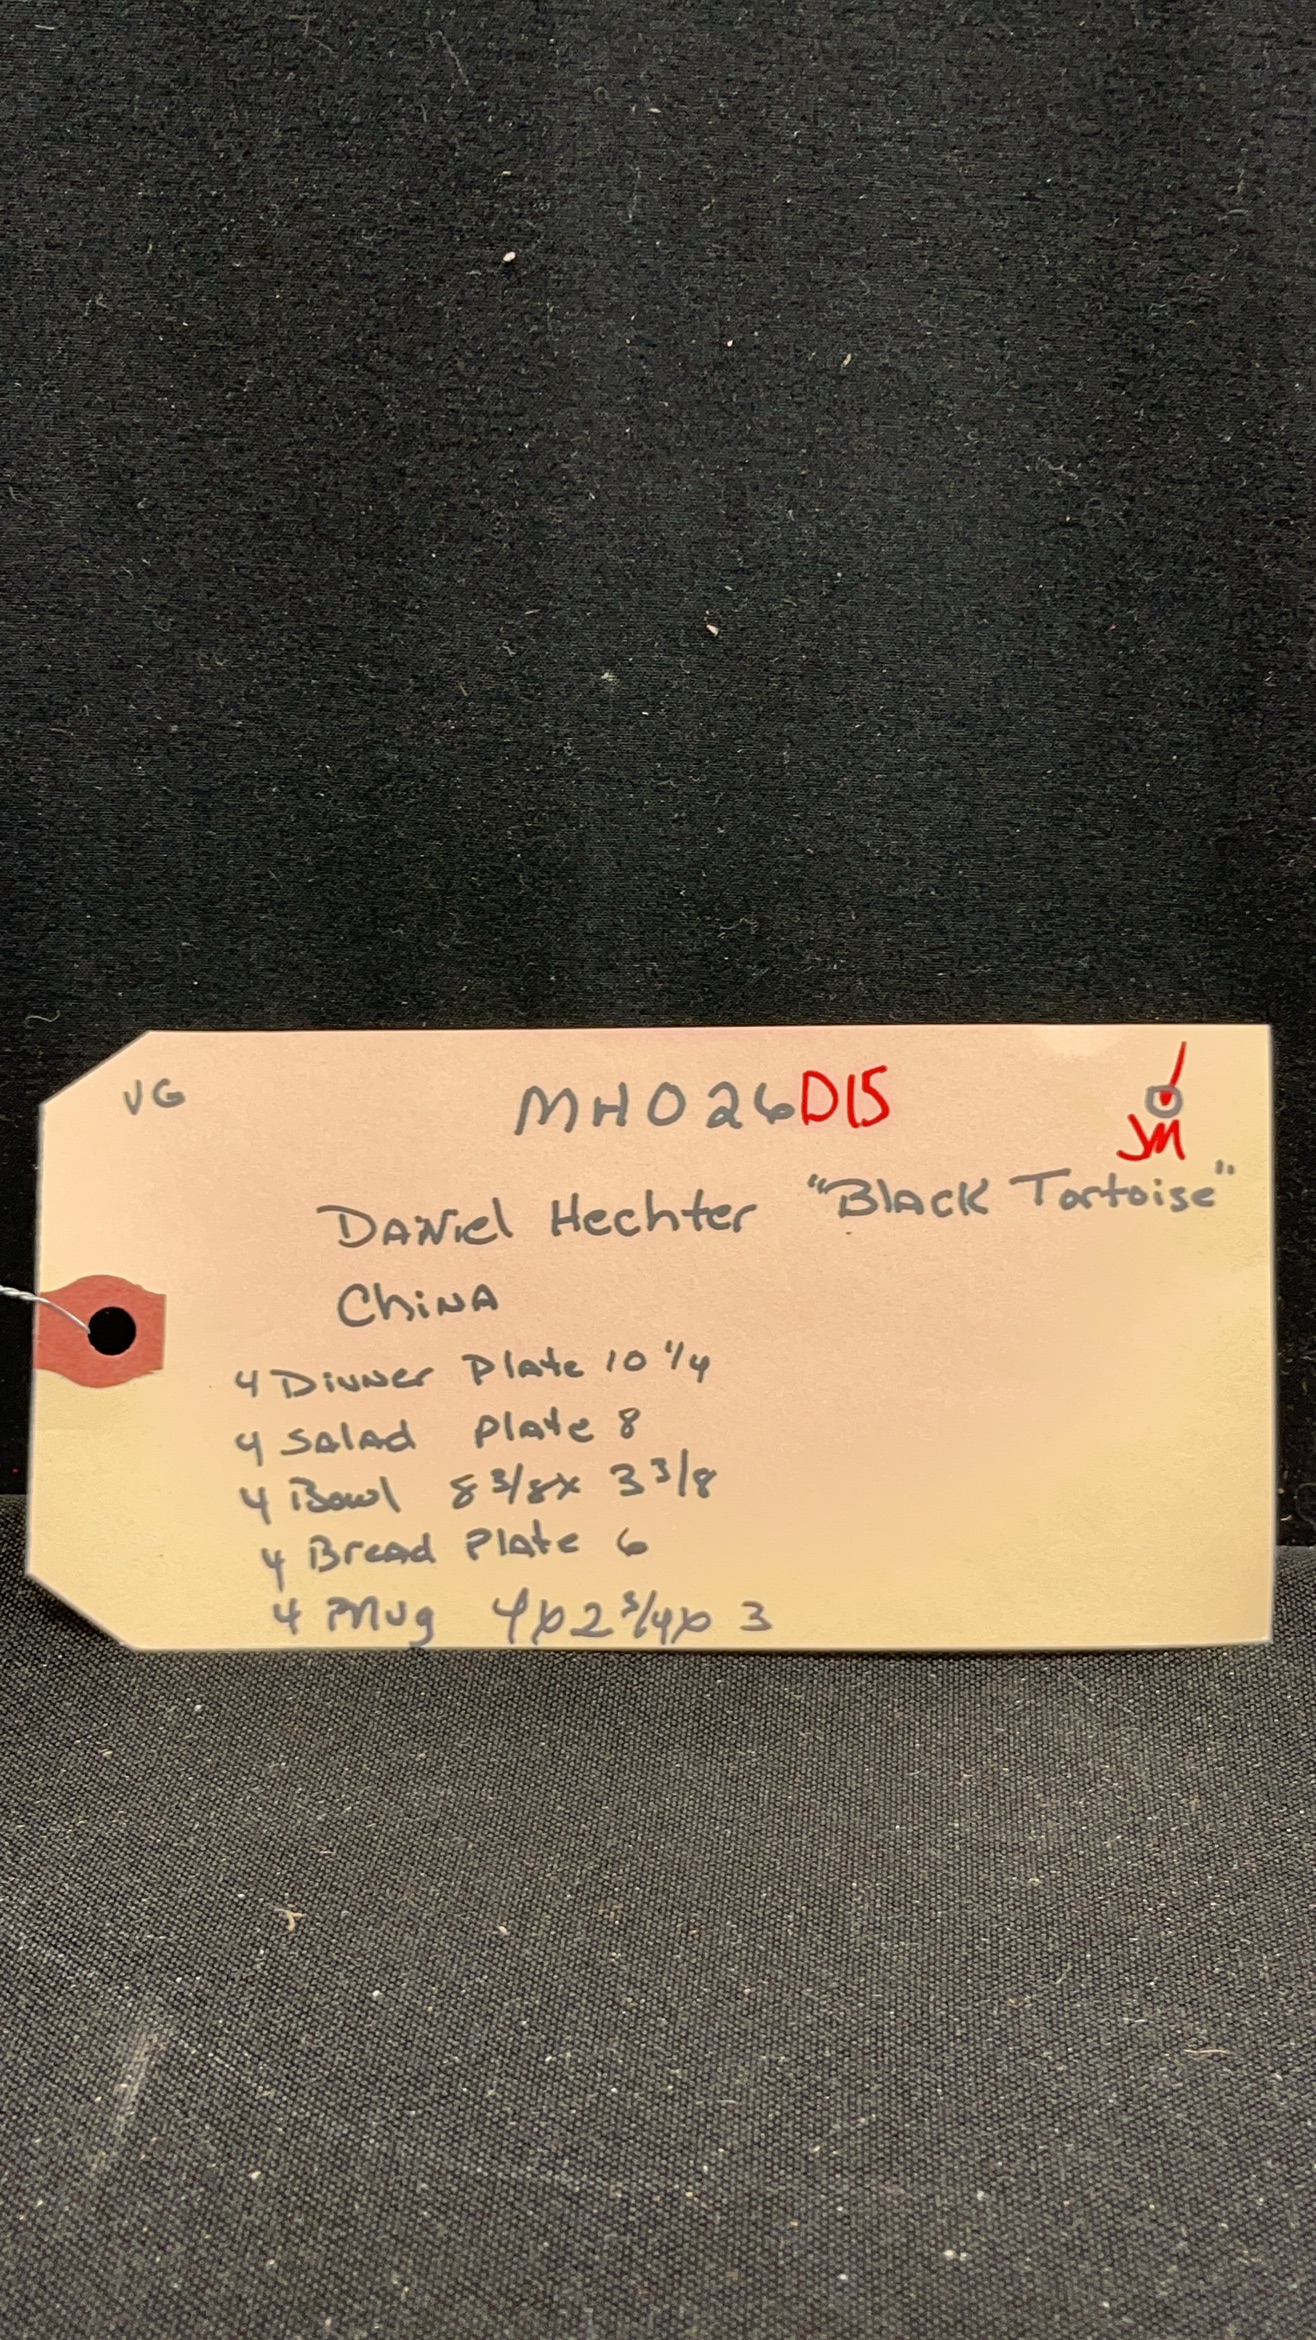 VG
MH026D15
JM
Daniel Hechter "Black Tortoise"
China
4 Dinner Plate 10 1/4
4 Salad Plate 8
4 Bowl 8 3/8 x 3 3/8
4 Bread Plate 6
4 Mug 4 x 2 3/4 x 3